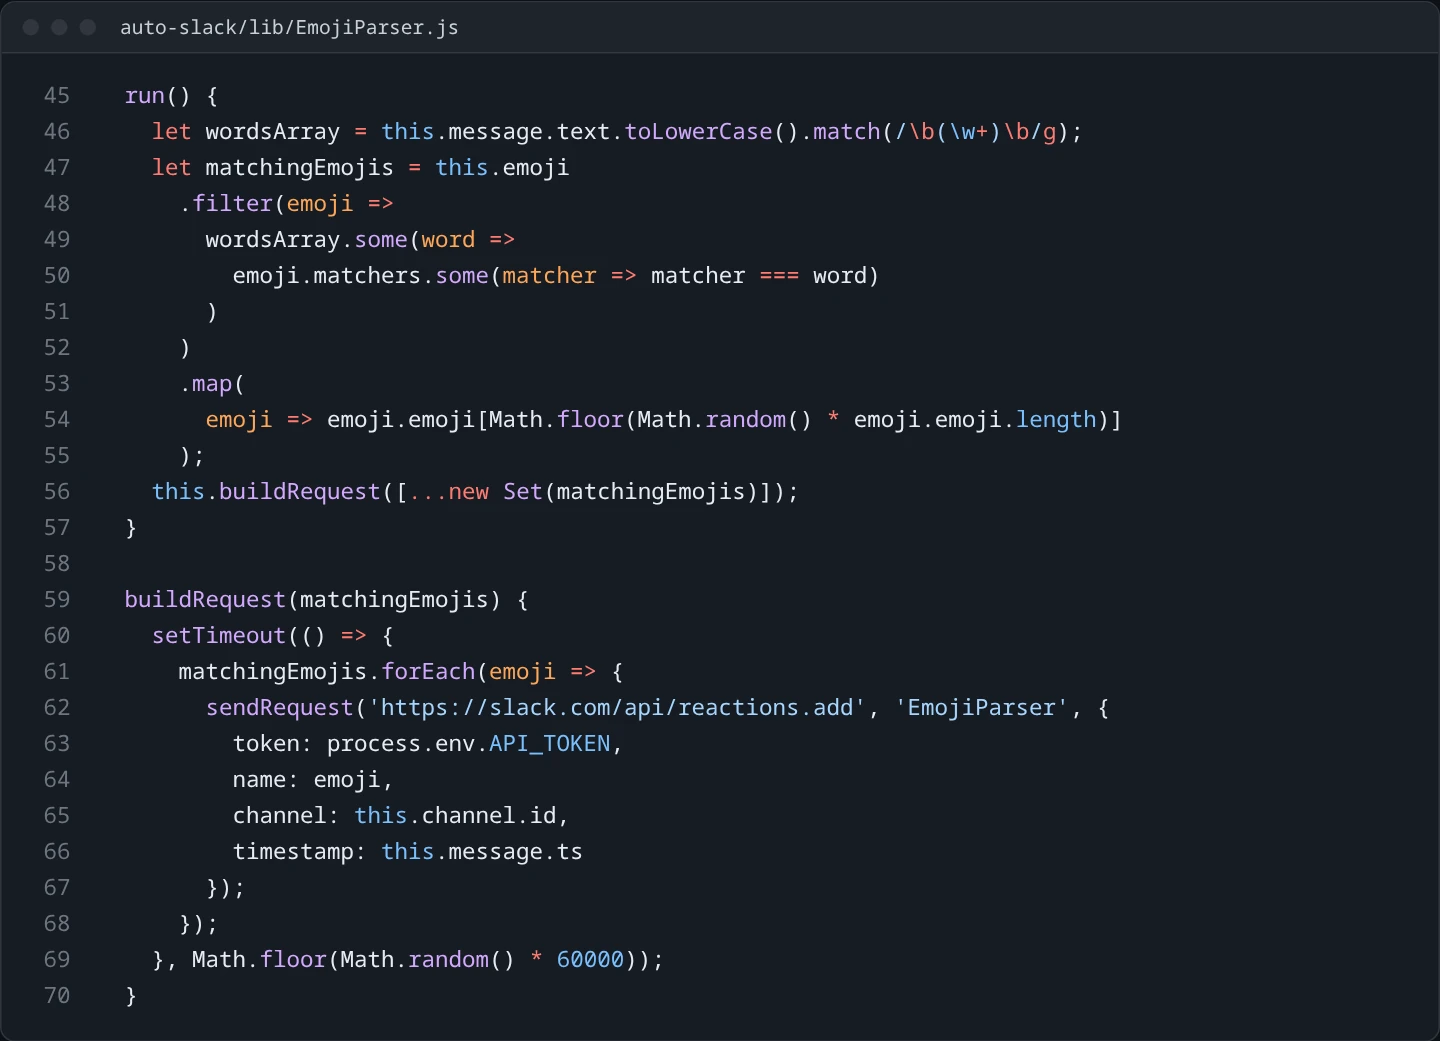 auto-slack/lib/EmojiParser.js
45 run() {
46 let wordsArray = this.message.text.toLowerCase().match(/\b(\w+)\b/g);
47 let matchingEmojis = this.emoji
48 .filter(emoji =>
49 wordsArray.some(word =>
50 emoji.matchers.some(matcher => matcher === word)
51 )
52 )
53 .map(
54 emoji => emoji.emoji[Math.floor(Math.random() * emoji.emoji.length)]
55 );
56 this.buildRequest([...new Set(matchingEmojis)]);
57 }
58
59 buildRequest(matchingEmojis) {
60 setTimeout(() => {
61 matchingEmojis.forEach(emoji => {
62 sendRequest('https://slack.com/api/reactions.add', 'EmojiParser', {
63 token: process.env.API_TOKEN,
64 name: emoji,
65 channel: this.channel.id,
66 timestamp: this.message.ts
67 });
68 });
69 }, Math.floor(Math.random() * 60000));
70 }